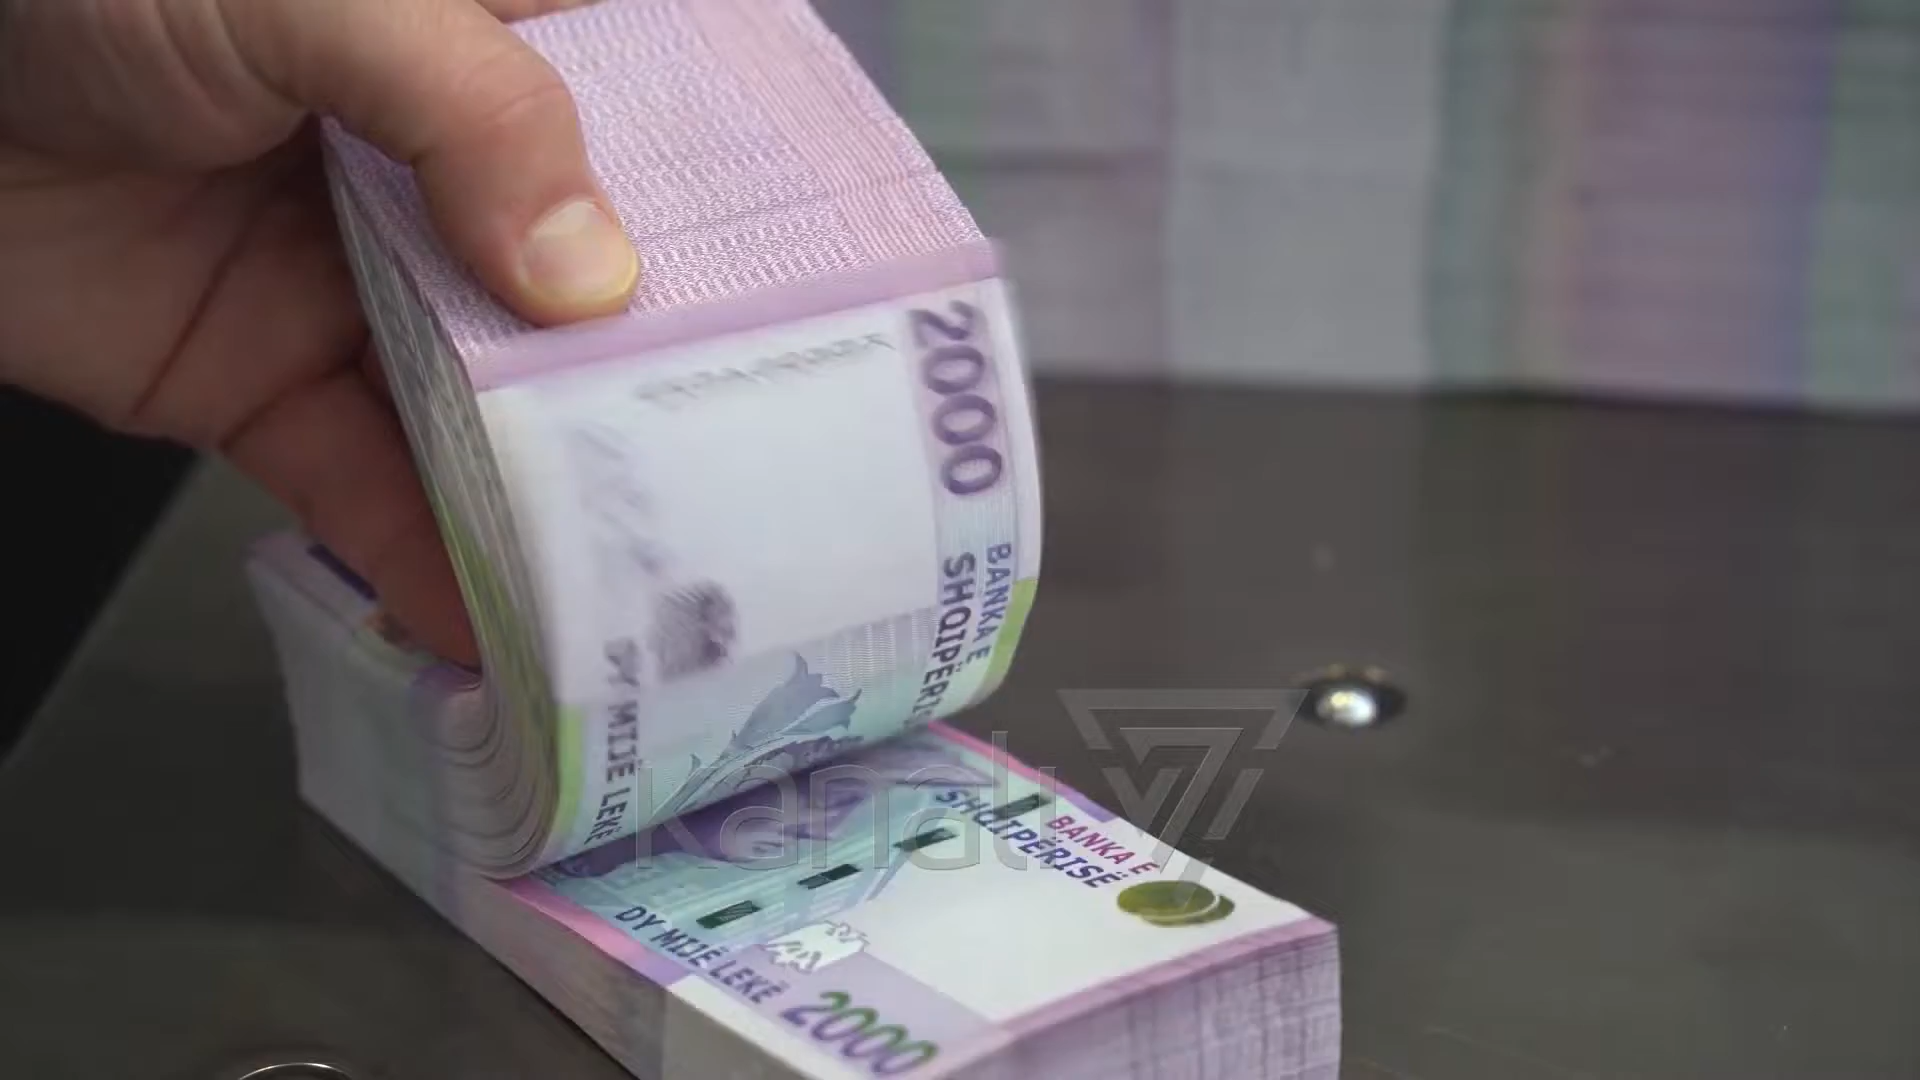 2000
BANKA E
SHQIPËRISË
DY MIJË LEKË
kanali 7
BANKA E
SHQIPËRISË
DY MIJË LEKË
2000